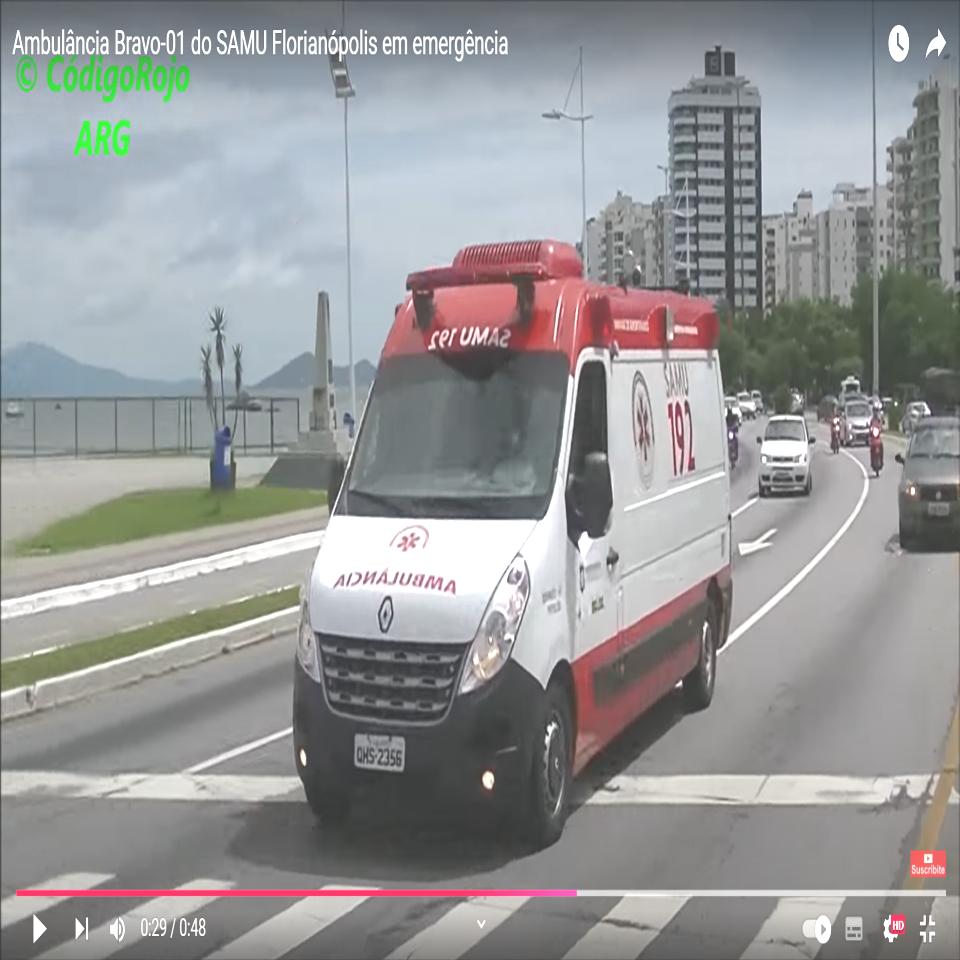 Ambulância Bravo-01 do SAMU Florianópolis em emergência
© CódigoRojo
ARG
SAMU 192
SAMU
192
AMBULÂNCIA
QHS-2356
Suscribite
0:29 / 0:48
HD